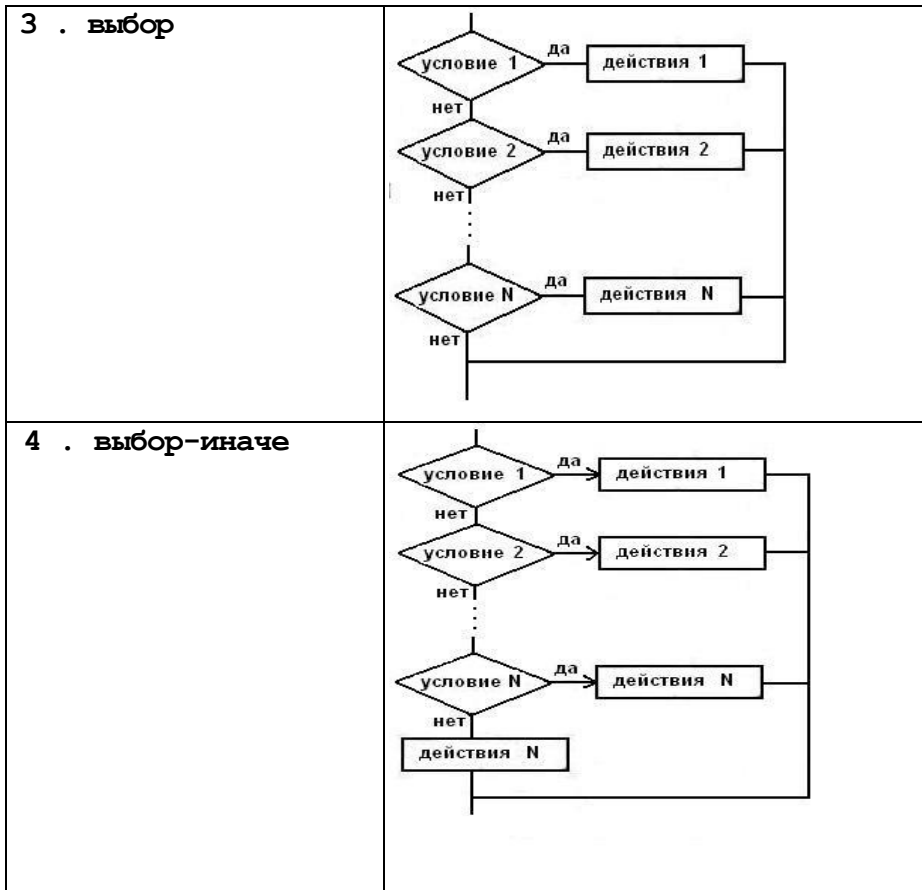 3 . выбор
условие 1
да
действия 1
нет
условие 2
да
действия 2
нет
условие N
да
действия N
нет
4 . выбор-иначе
условие 1
да
действия 1
нет
условие 2
да
действия 2
нет
условие N
да
действия N
нет
действия N